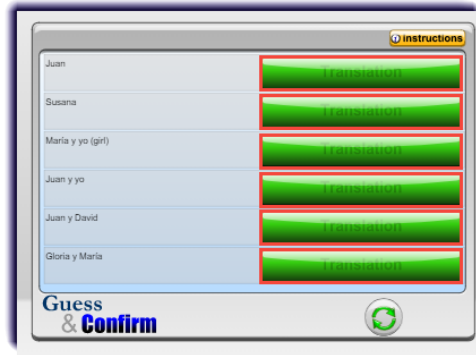 instructions
Juan
Translation
Susana
Translation
María y yo (girl)
Translation
Juan y yo
Translation
Juan y David
Translation
Gloria y María
Translation
Guess
& Confirm